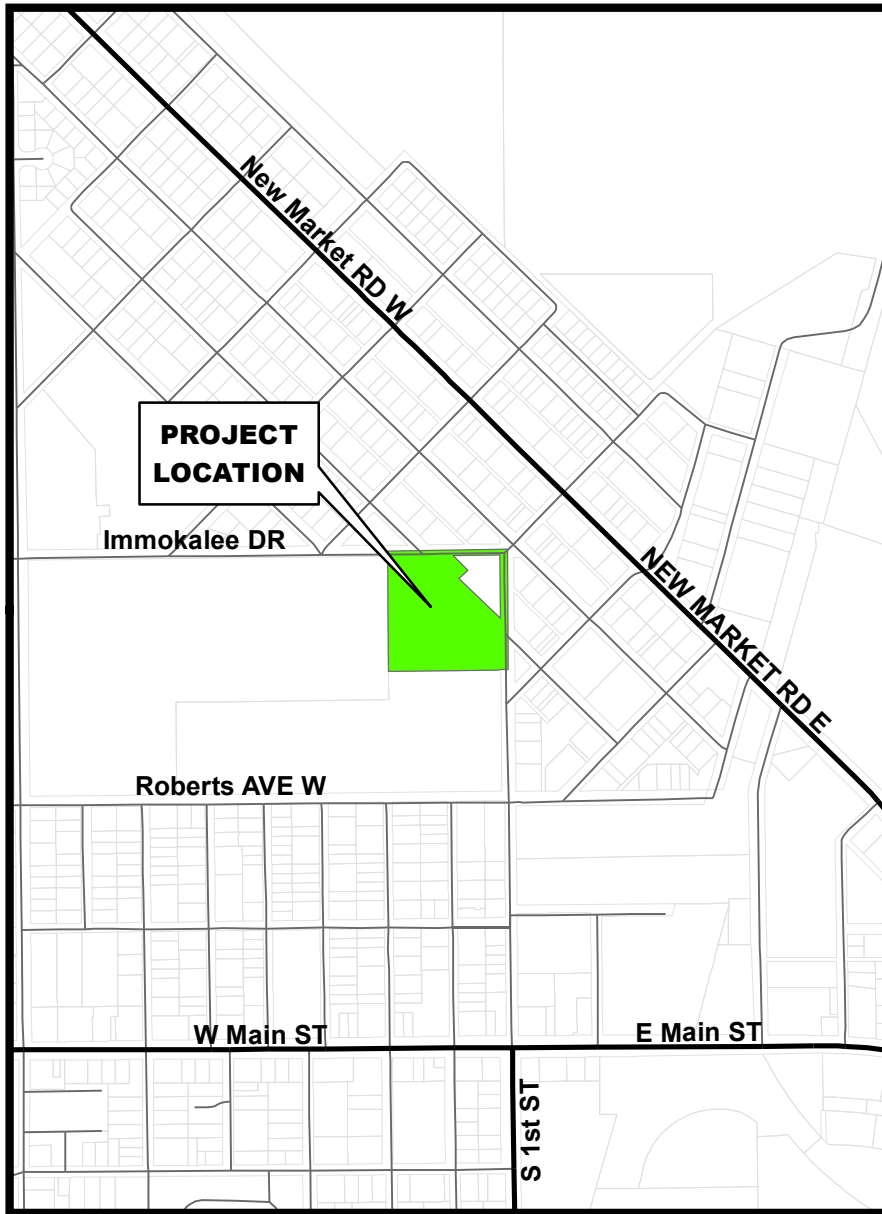 New Market RD W
PROJECT
LOCATION
Immokalee DR
NEW MARKET RD E
Roberts AVE W
W Main ST
E Main ST
S 1st ST